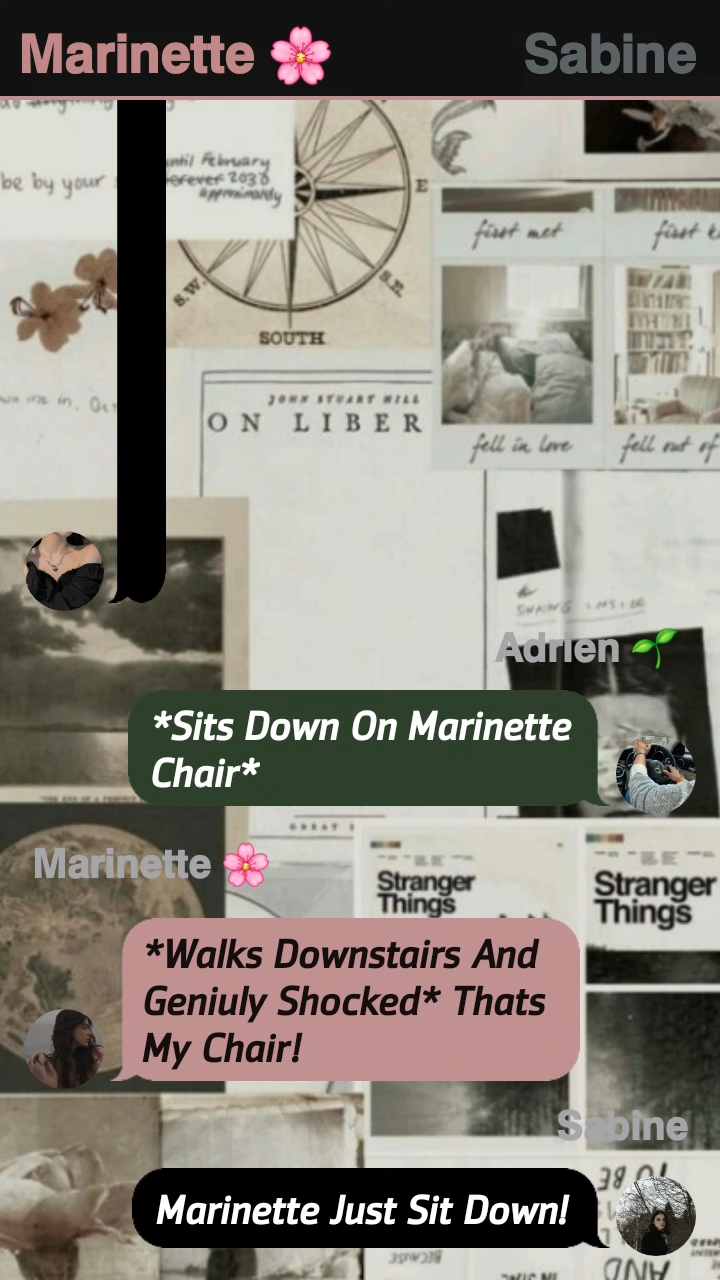 Marinette 🌸 Sabine
be by your
until February
forever 2030
approximately
E
first met
S.W.
S.E.
SOUTH
JOHN STUART MILL
ON LIBER
fell in love
fell out of
Adrien 🌱
*Sits Down On Marinette
Chair*
Marinette 🌸
Stranger
Things
Stranger
Things
*Walks Downstairs And
Geniuly Shocked* Thats
My Chair!
Sabine
Marinette Just Sit Down!
BECAUSE
AND